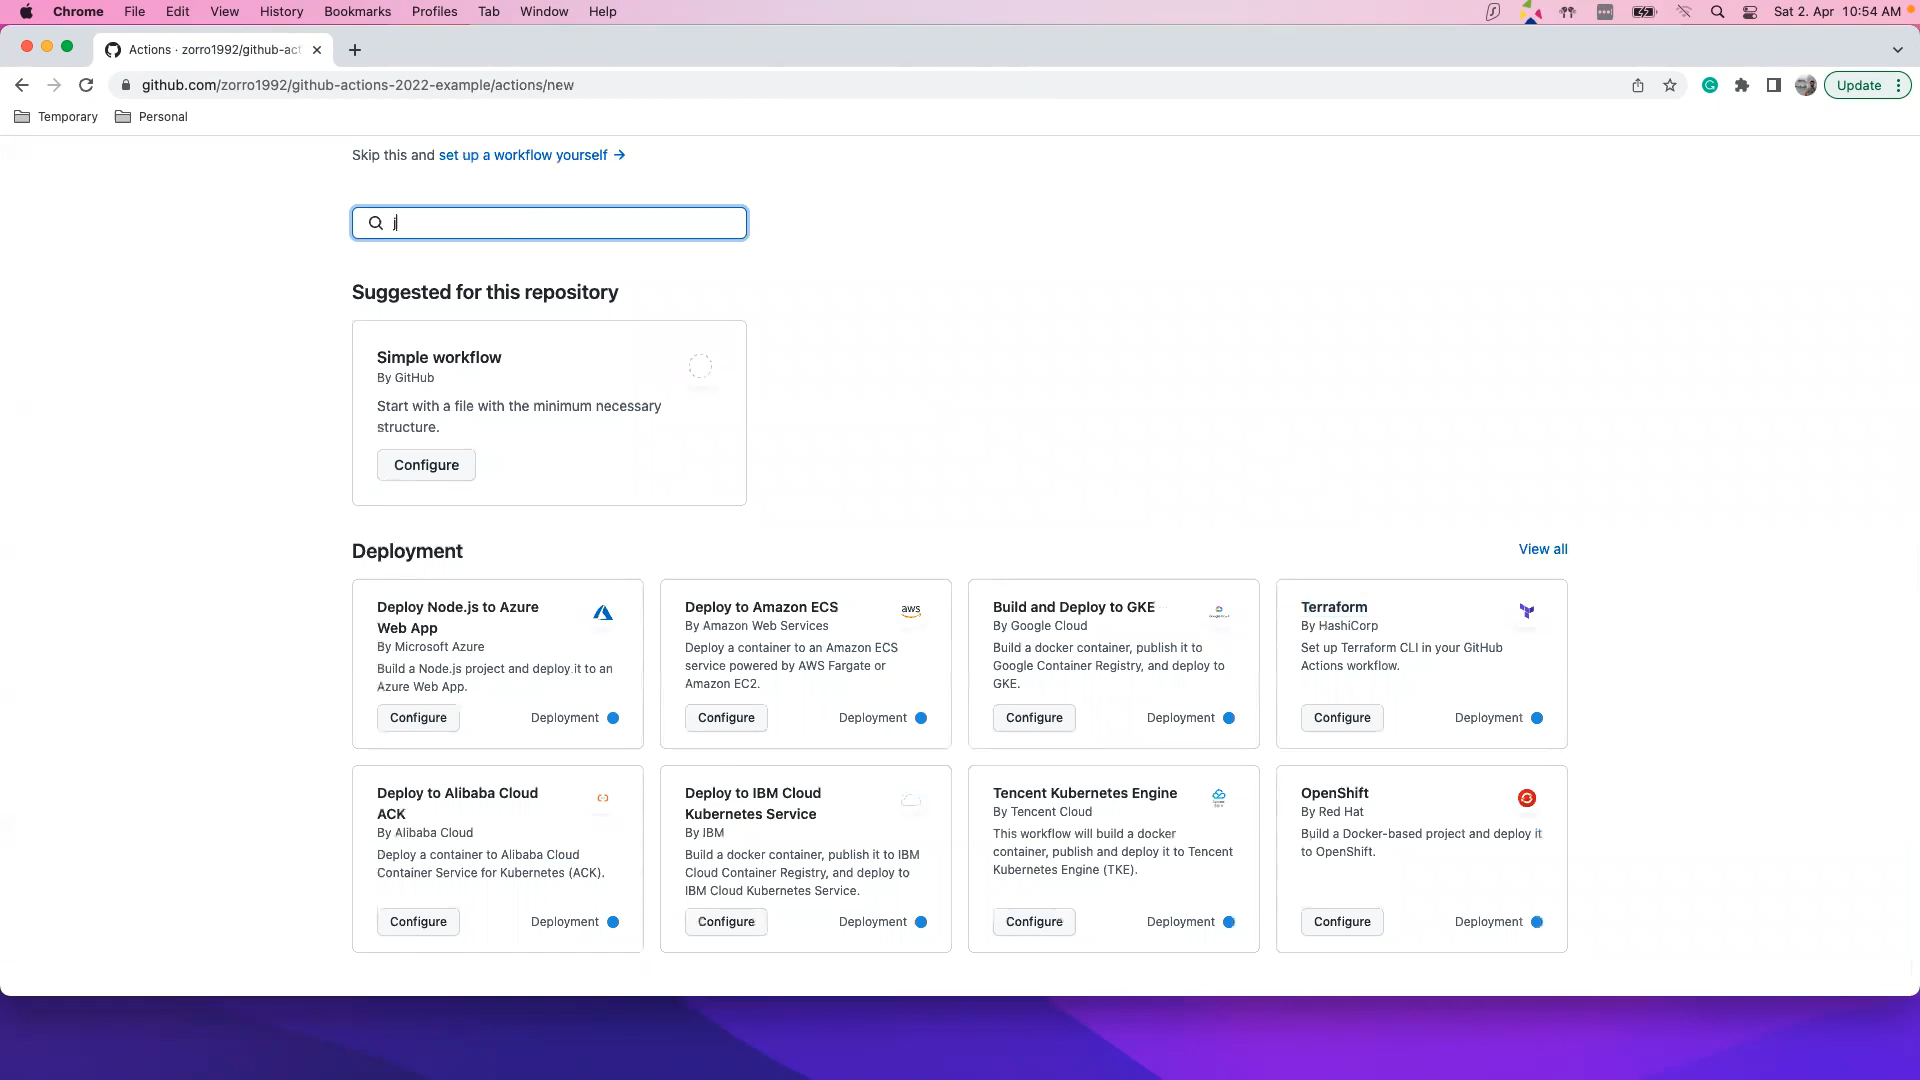 Chrome File Edit View History Bookmarks Profiles Tab Window Help Sat 2. Apr 10:54 AM
Actions · zorro1992/github-act
github.com/zorro1992/github-actions-2022-example/actions/new Update
Temporary Personal
Skip this and set up a workflow yourself →
j
Suggested for this repository
Simple workflow
By GitHub
Start with a file with the minimum necessary
structure.
Configure
Deployment View all
Deploy Node.js to Azure
Web App
By Microsoft Azure
Build a Node.js project and deploy it to an
Azure Web App.
Configure Deployment
Deploy to Amazon ECS
By Amazon Web Services
Deploy a container to an Amazon ECS
service powered by AWS Fargate or
Amazon EC2.
Configure Deployment
aws
Build and Deploy to GKE
By Google Cloud
Build a docker container, publish it to
Google Container Registry, and deploy to
GKE.
Configure Deployment
Terraform
By HashiCorp
Set up Terraform CLI in your GitHub
Actions workflow.
Configure Deployment
Deploy to Alibaba Cloud
ACK
By Alibaba Cloud
Deploy a container to Alibaba Cloud
Container Service for Kubernetes (ACK).
Configure Deployment
Deploy to IBM Cloud
Kubernetes Service
By IBM
Build a docker container, publish it to IBM
Cloud Container Registry, and deploy to
IBM Cloud Kubernetes Service.
Configure Deployment
Tencent Kubernetes Engine
By Tencent Cloud
This workflow will build a docker
container, publish and deploy it to Tencent
Kubernetes Engine (TKE).
Configure Deployment
OpenShift
By Red Hat
Build a Docker-based project and deploy it
to OpenShift.
Configure Deployment